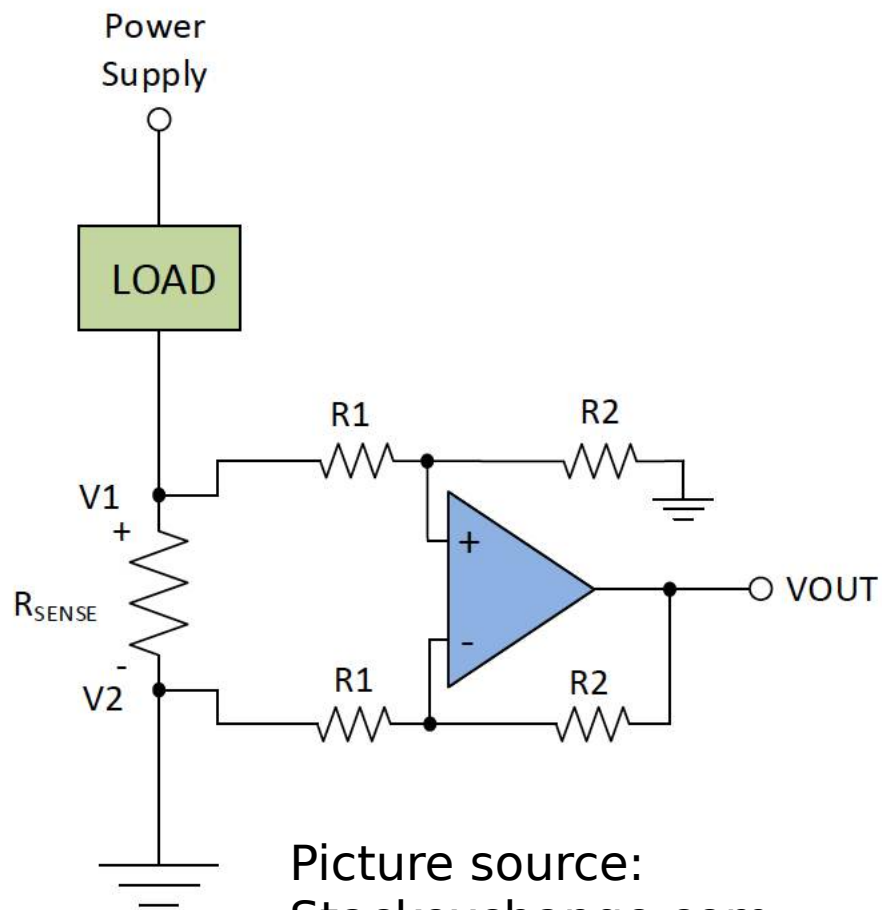 Power
Supply
LOAD
R1
R2
V1
+
+
RSENSE
VOUT
-
-
R1
R2
V2
Picture source: